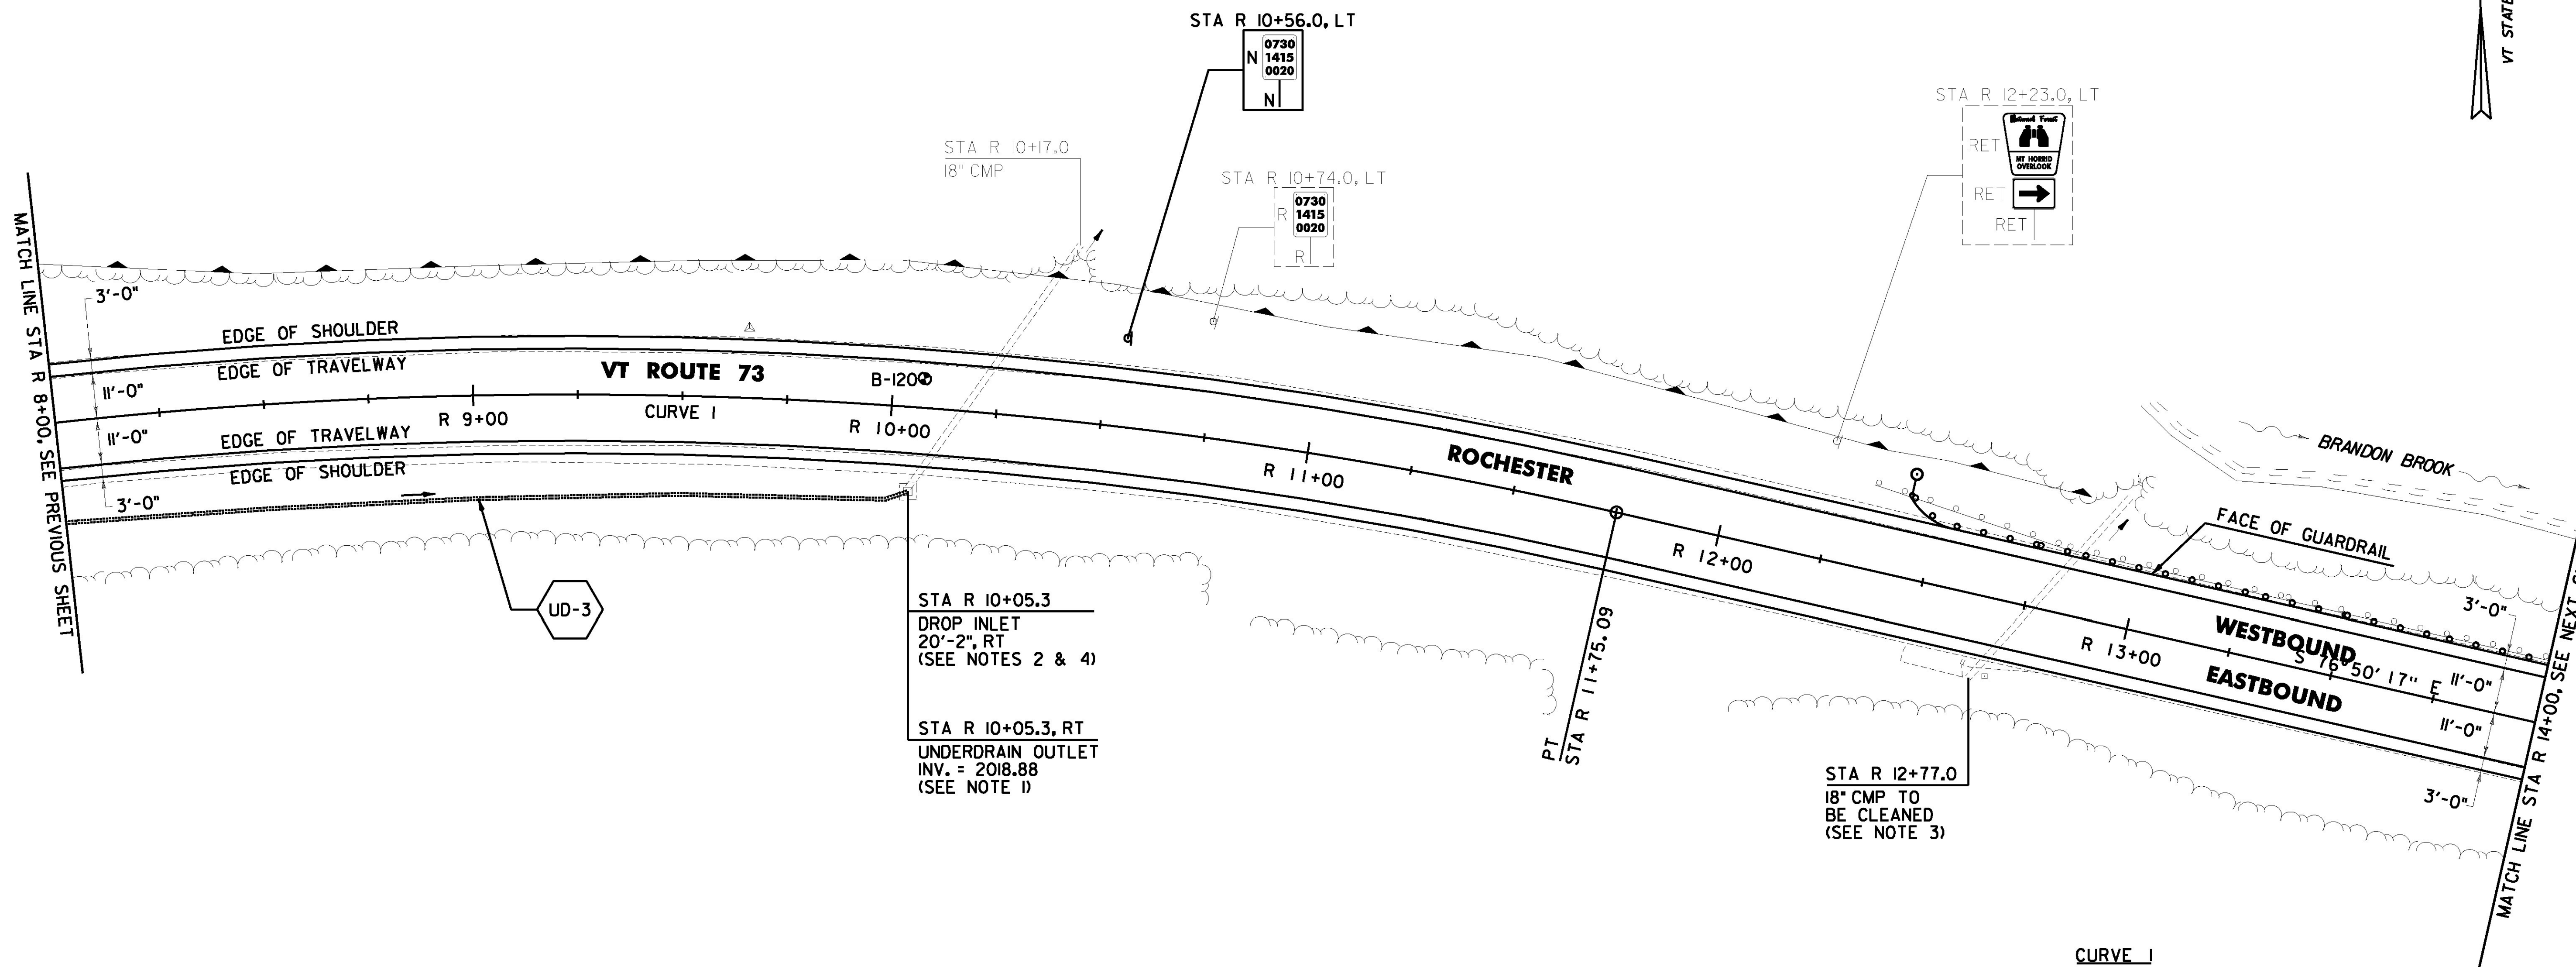 STA R 10+56.0, LT
N
0730
1415
0020
N
VT STATE
STA R 10+17.0
18" CMP
STA R 10+74.0, LT
R
0730
1415
0020
R
STA R 12+23.0, LT
RET
National Forest
MT HORRID
OVERLOOK
RET
RET
MATCH LINE STA R 8+00, SEE PREVIOUS SHEET
3'-0"
EDGE OF SHOULDER
EDGE OF TRAVELWAY
11'-0"
VT ROUTE 73
B-120
R 9+00
CURVE 1
R 10+00
11'-0"
EDGE OF TRAVELWAY
EDGE OF SHOULDER
3'-0"
UD-3
STA R 10+05.3
DROP INLET
20'-2", RT
(SEE NOTES 2 & 4)
STA R 10+05.3, RT
UNDERDRAIN OUTLET
INV. = 2018.88
(SEE NOTE 1)
R 11+00
ROCHESTER
PT
STA R 11+75.09
R 12+00
BRANDON BROOK
FACE OF GUARDRAIL
R 13+00
WESTBOUND
S 76°50'17" E
EASTBOUND
3'-0"
11'-0"
11'-0"
3'-0"
STA R 12+77.0
18" CMP TO
BE CLEANED
(SEE NOTE 3)
MATCH LINE STA R 14+00, SEE NEXT
CURVE 1